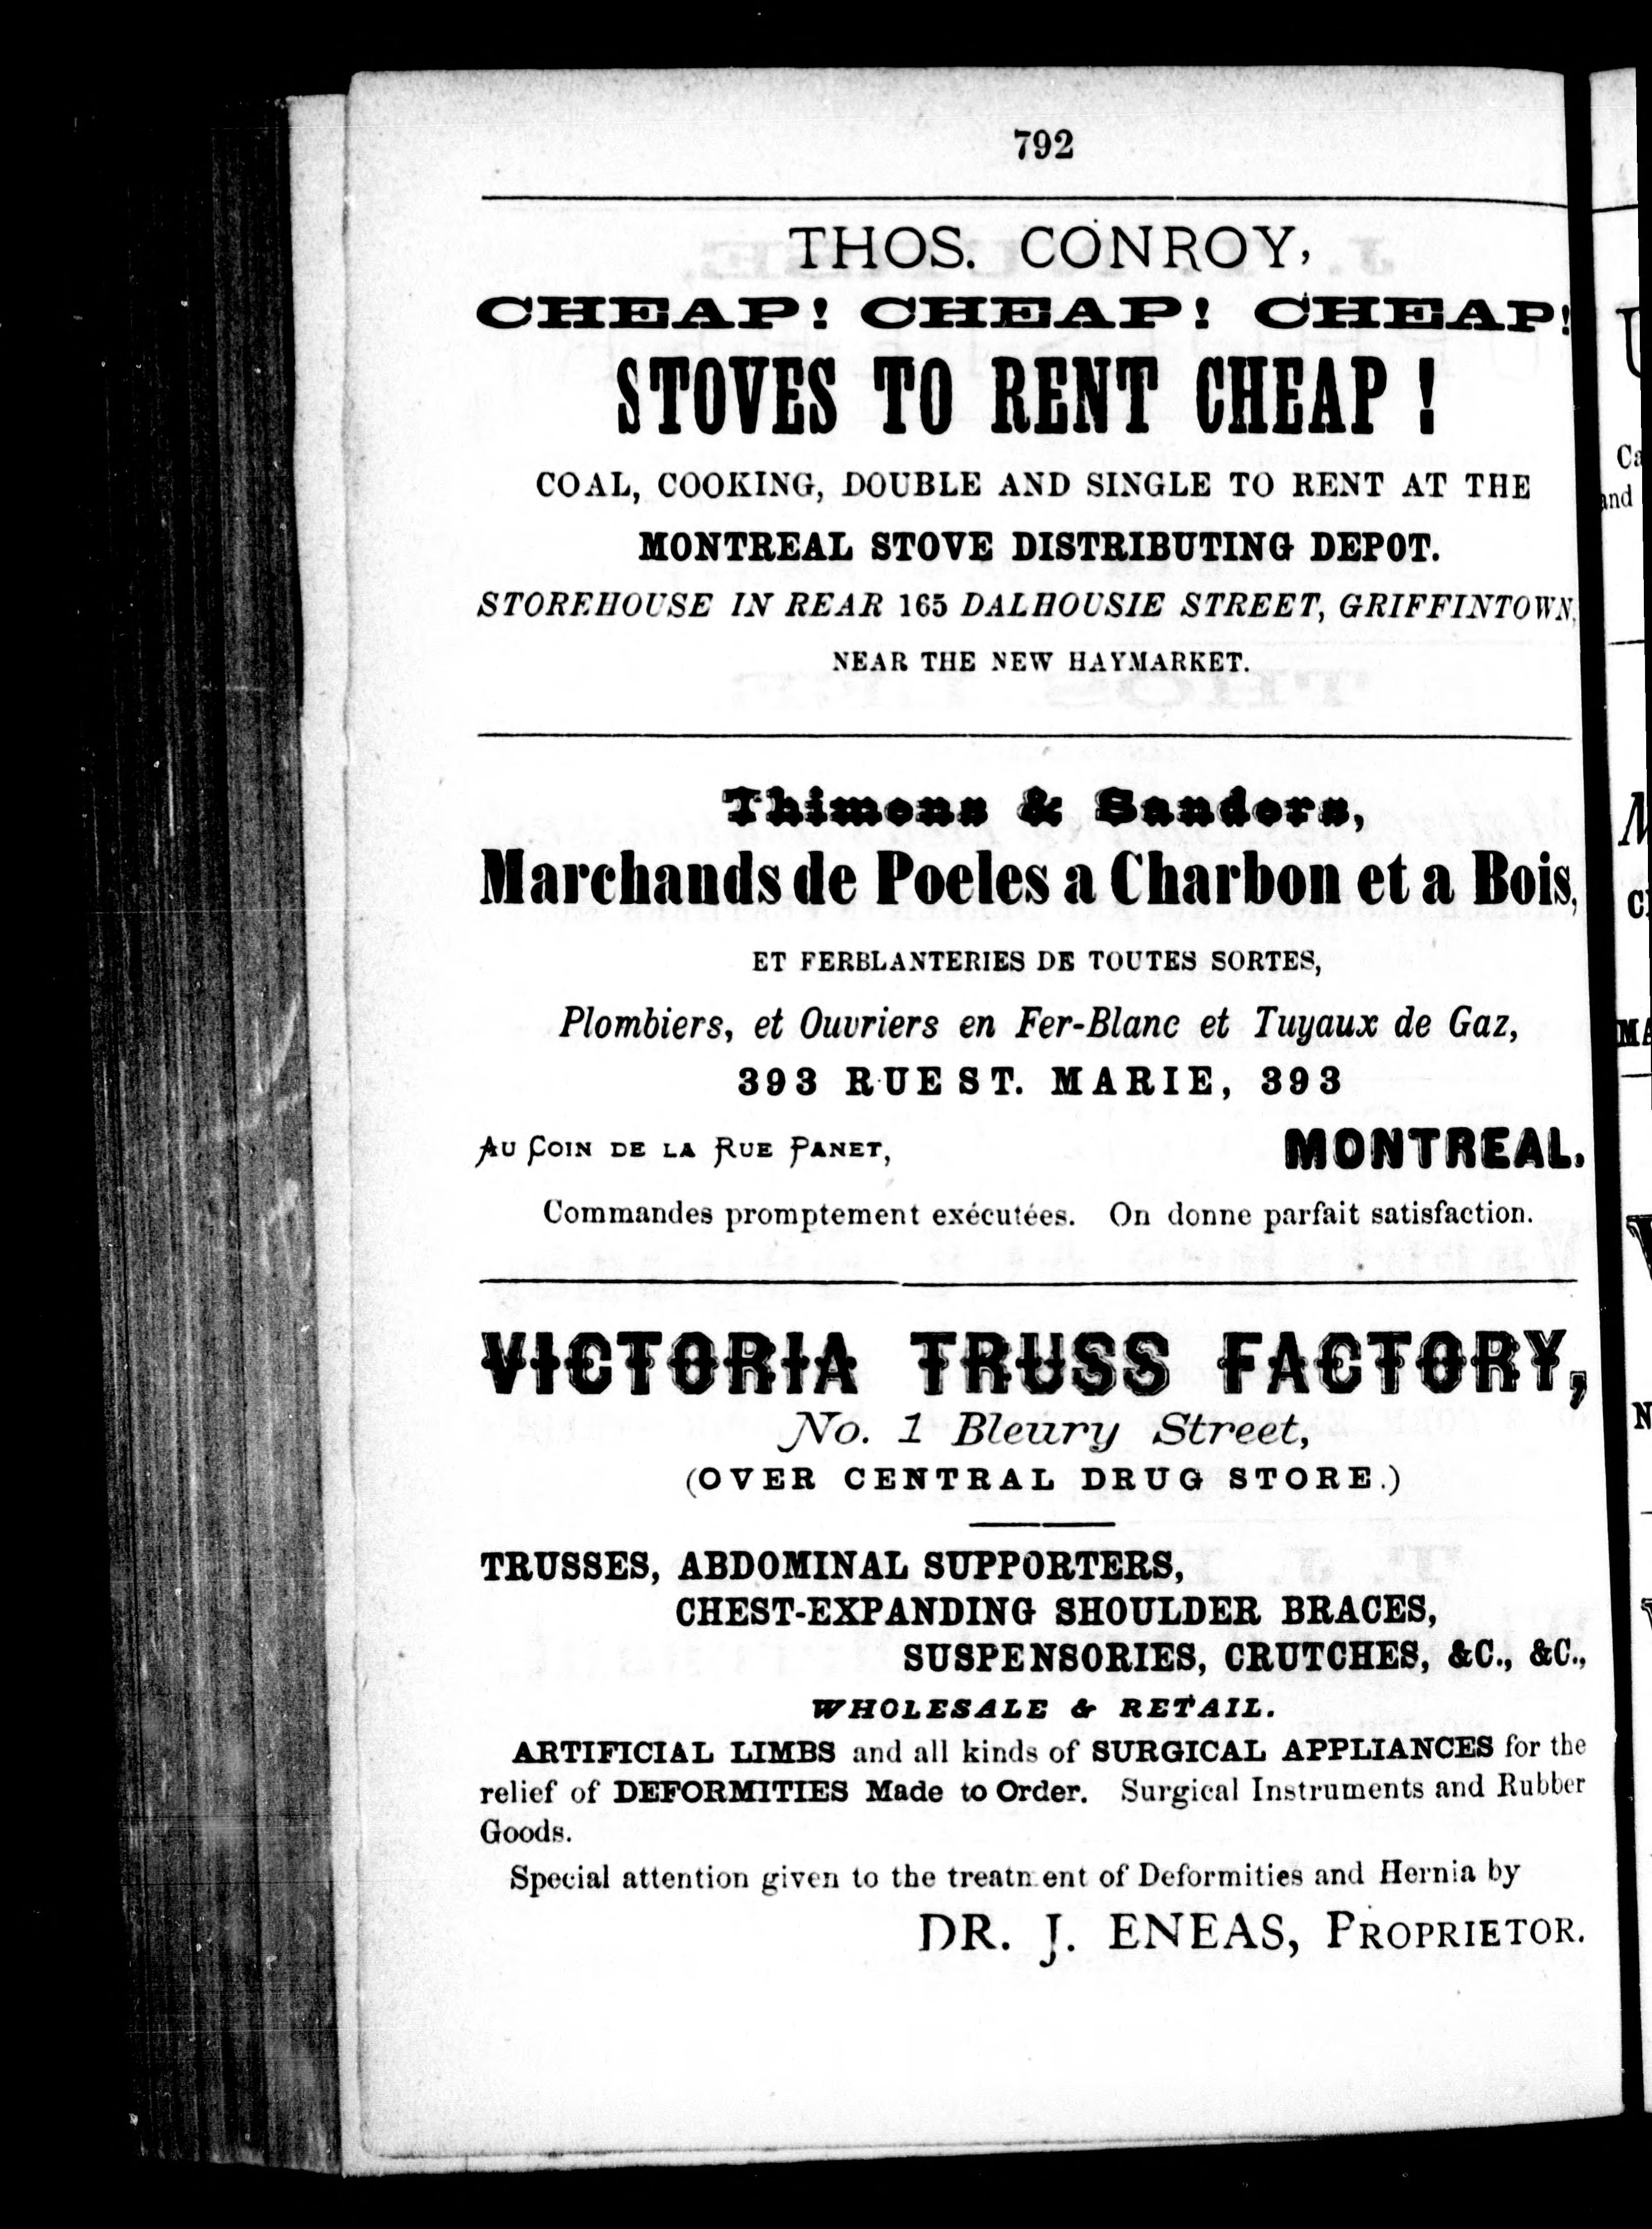 792
THOS. CONROY,
CHEAP! CHEAP! CHEAP!
STOVES TO RENT CHEAP !
COAL, COOKING, DOUBLE AND SINGLE TO RENT AT THE
MONTREAL STOVE DISTRIBUTING DEPOT.
STOREHOUSE IN REAR 165 DALHOUSIE STREET, GRIFFINTOWN,
NEAR THE NEW HAYMARKET.
Thimens & Sanders,
Marchands de Poeles a Charbon et a Bois,
ET FERBLANTERIES DE TOUTES SORTES,
Plombiers, et Ouvriers en Fer-Blanc et Tuyaux de Gaz,
393 RUE ST. MARIE, 393
AU COIN DE LA RUE PANET, MONTREAL.
Commandes promptement exécutées. On donne parfait satisfaction.
VICTORIA TRUSS FACTORY,
No. 1 Bleury Street,
(OVER CENTRAL DRUG STORE.)
TRUSSES, ABDOMINAL SUPPORTERS,
CHEST-EXPANDING SHOULDER BRACES,
SUSPENSORIES, CRUTCHES, &C., &C.,
WHOLESALE & RETAIL.
ARTIFICIAL LIMBS and all kinds of SURGICAL APPLIANCES for the
relief of DEFORMITIES Made to Order. Surgical Instruments and Rubber
Goods.
Special attention given to the treatment of Deformities and Hernia by
DR. J. ENEAS, PROPRIETOR.